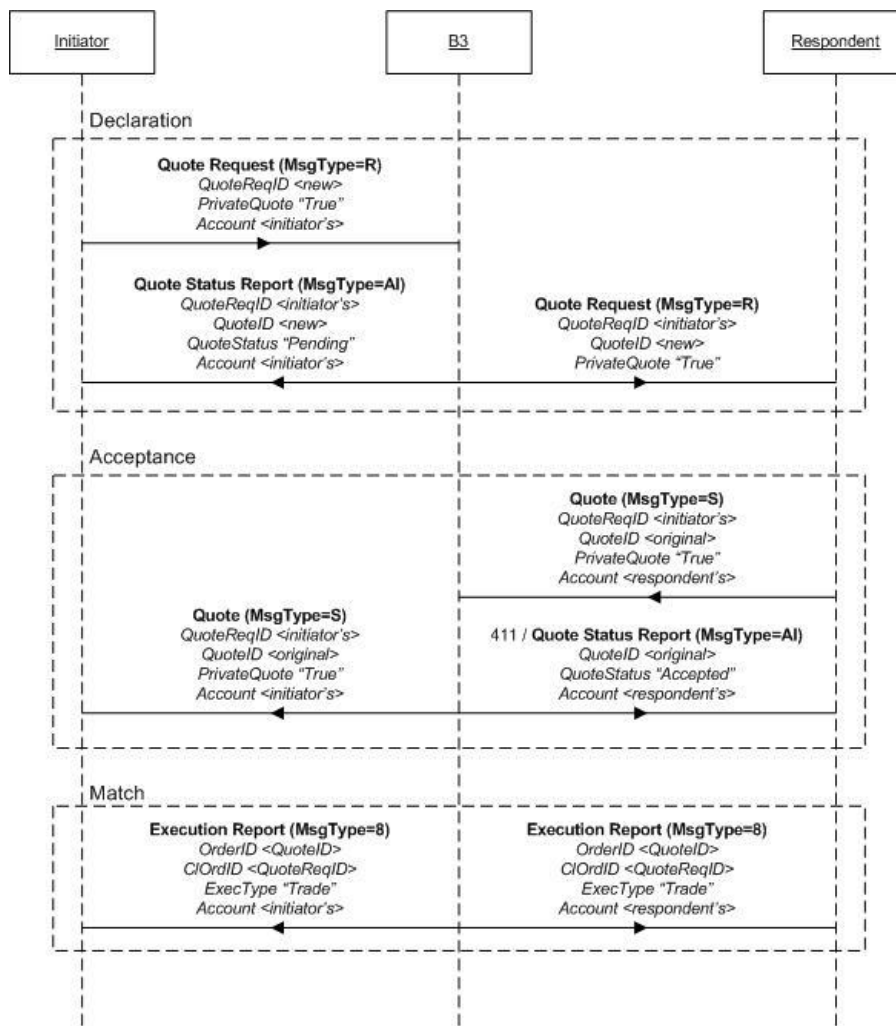 Initiator
B3
Respondent
Declaration
Quote Request (MsgType=R)
QuoteReqID <new>
PrivateQuote “True”
Account <initiator’s>
Quote Status Report (MsgType=AI)
QuoteReqID <initiator’s>
QuoteID <new>
QuoteStatus “Pending”
Account <initiator’s>
Quote Request (MsgType=R)
QuoteReqID <initiator’s>
QuoteID <new>
PrivateQuote “True”
Acceptance
Quote (MsgType=S)
QuoteReqID <initiator’s>
QuoteID <original>
PrivateQuote “True”
Account <respondent’s>
Quote (MsgType=S)
QuoteReqID <initiator’s>
QuoteID <original>
PrivateQuote “True”
Account <initiator’s>
411 / Quote Status Report (MsgType=AI)
QuoteID <original>
QuoteStatus “Accepted”
Account <respondent’s>
Match
Execution Report (MsgType=8)
OrderID <QuoteID>
ClOrdID <QuoteReqID>
ExecType “Trade”
Account <initiator’s>
Execution Report (MsgType=8)
OrderID <QuoteID>
ClOrdID <QuoteReqID>
ExecType “Trade”
Account <respondent’s>